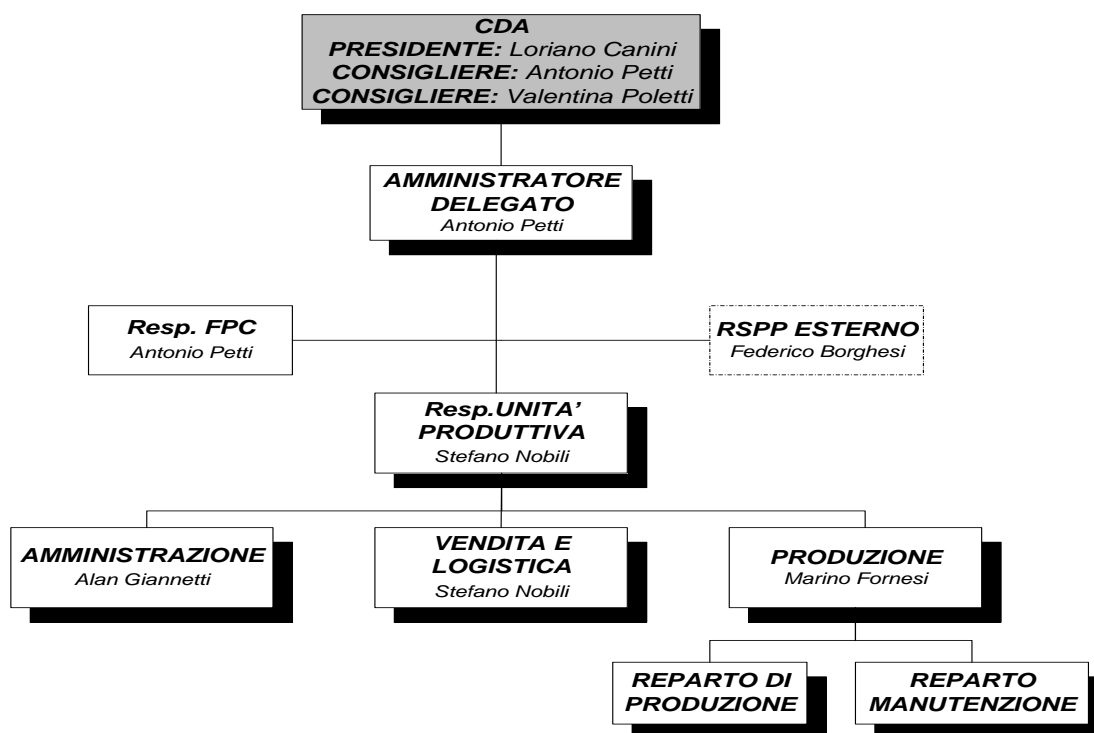 CDA
PRESIDENTE: Loriano Canini
CONSIGLIERE: Antonio Petti
CONSIGLIERE: Valentina Poletti
AMMINISTRATORE
DELEGATO
Antonio Petti
Resp. FPC
Antonio Petti
RSPP ESTERNO
Federico Borghesi
Resp.UNITA'
PRODUTTIVA
Stefano Nobili
AMMINISTRAZIONE
Alan Giannetti
VENDITA E
LOGISTICA
Stefano Nobili
PRODUZIONE
Marino Fornesi
REPARTO DI
PRODUZIONE
REPARTO
MANUTENZIONE